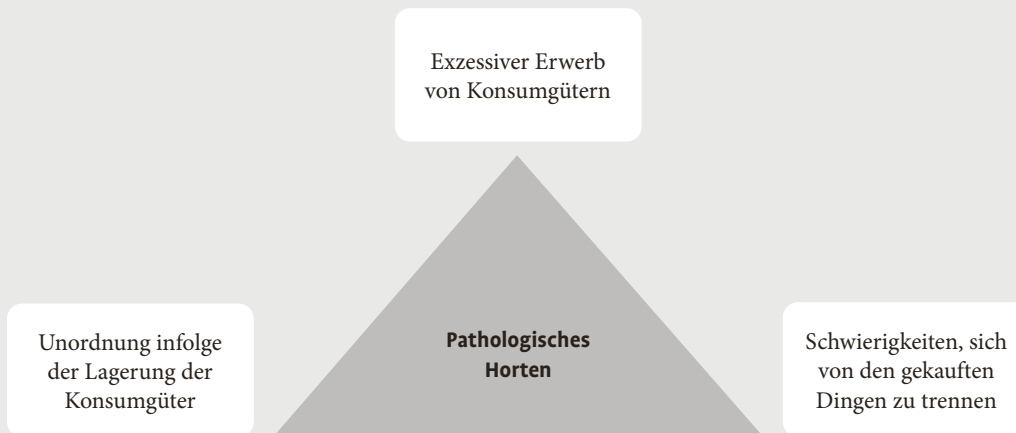 Exzessiver Erwerb
von Konsumgütern
Pathologisches
Horten
Unordnung infolge
der Lagerung der
Konsumgüter
Schwierigkeiten, sich
von den gekauften
Dingen zu trennen